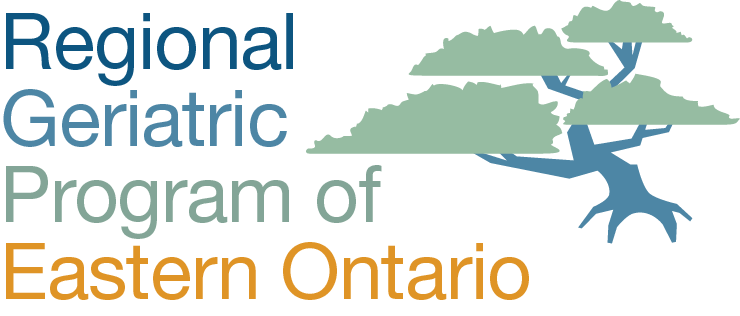 Regional
Geriatric
Program of
Eastern Ontario